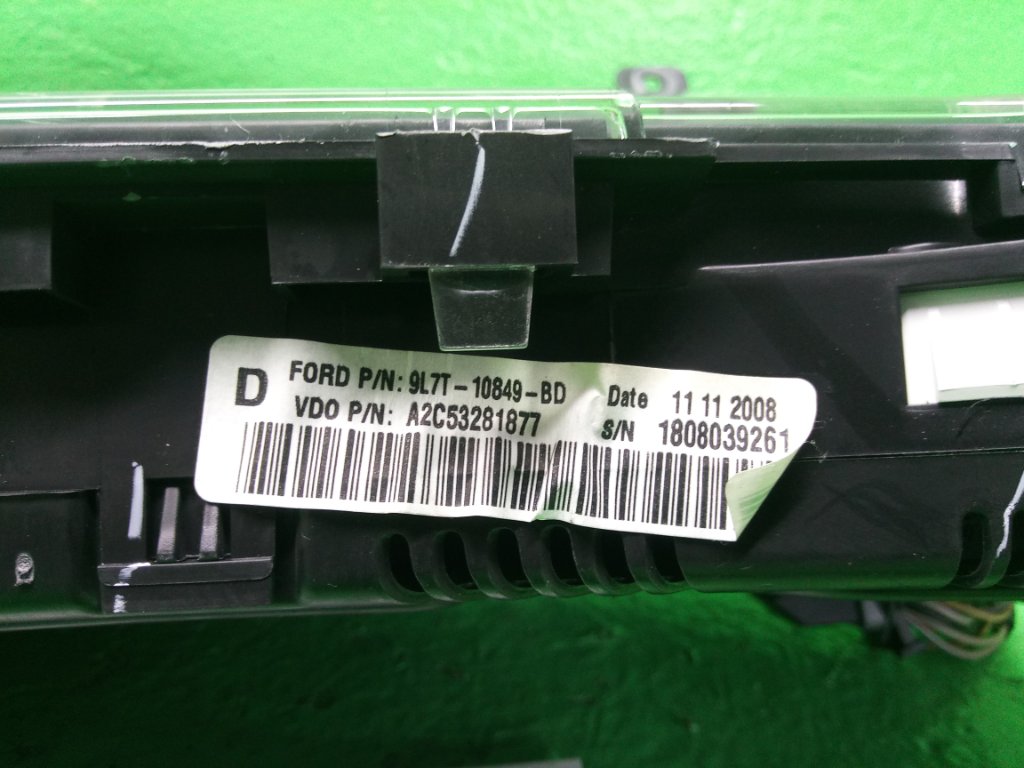 D FORD P/N: 9L7T-10849-BD Date 11 11 2008
VDO P/N: A2C53281877 S/N 1808039261